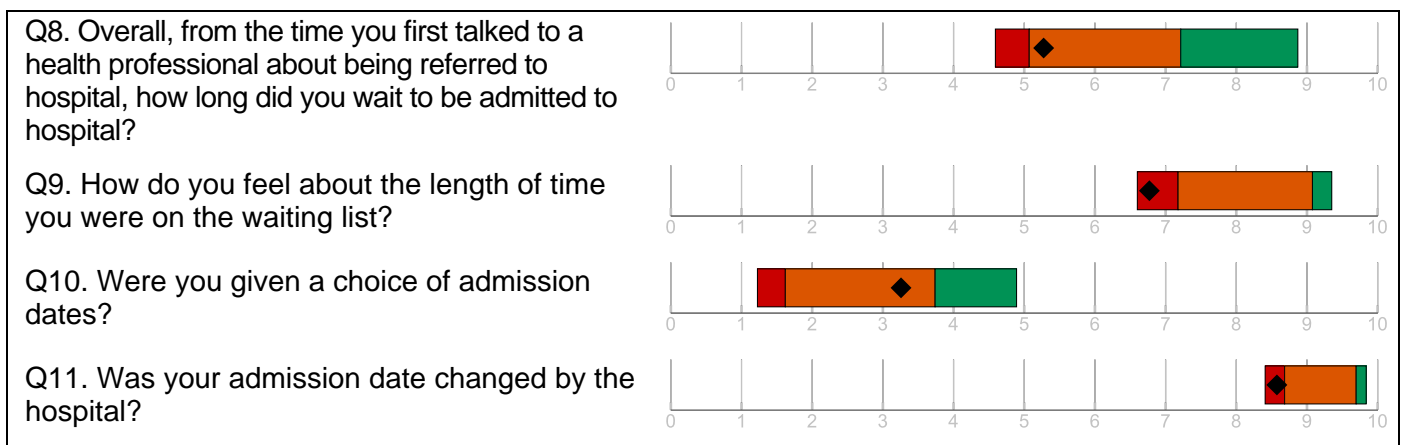 Q8. Overall, from the time you first talked to a
health professional about being referred to
hospital, how long did you wait to be admitted to
hospital?
0 1 2 3 4 5 6 7 8 9 10
Q9. How do you feel about the length of time
you were on the waiting list?
0 1 2 3 4 5 6 7 8 9 10
Q10. Were you given a choice of admission
dates?
0 1 2 3 4 5 6 7 8 9 10
Q11. Was your admission date changed by the
hospital?
0 1 2 3 4 5 6 7 8 9 10